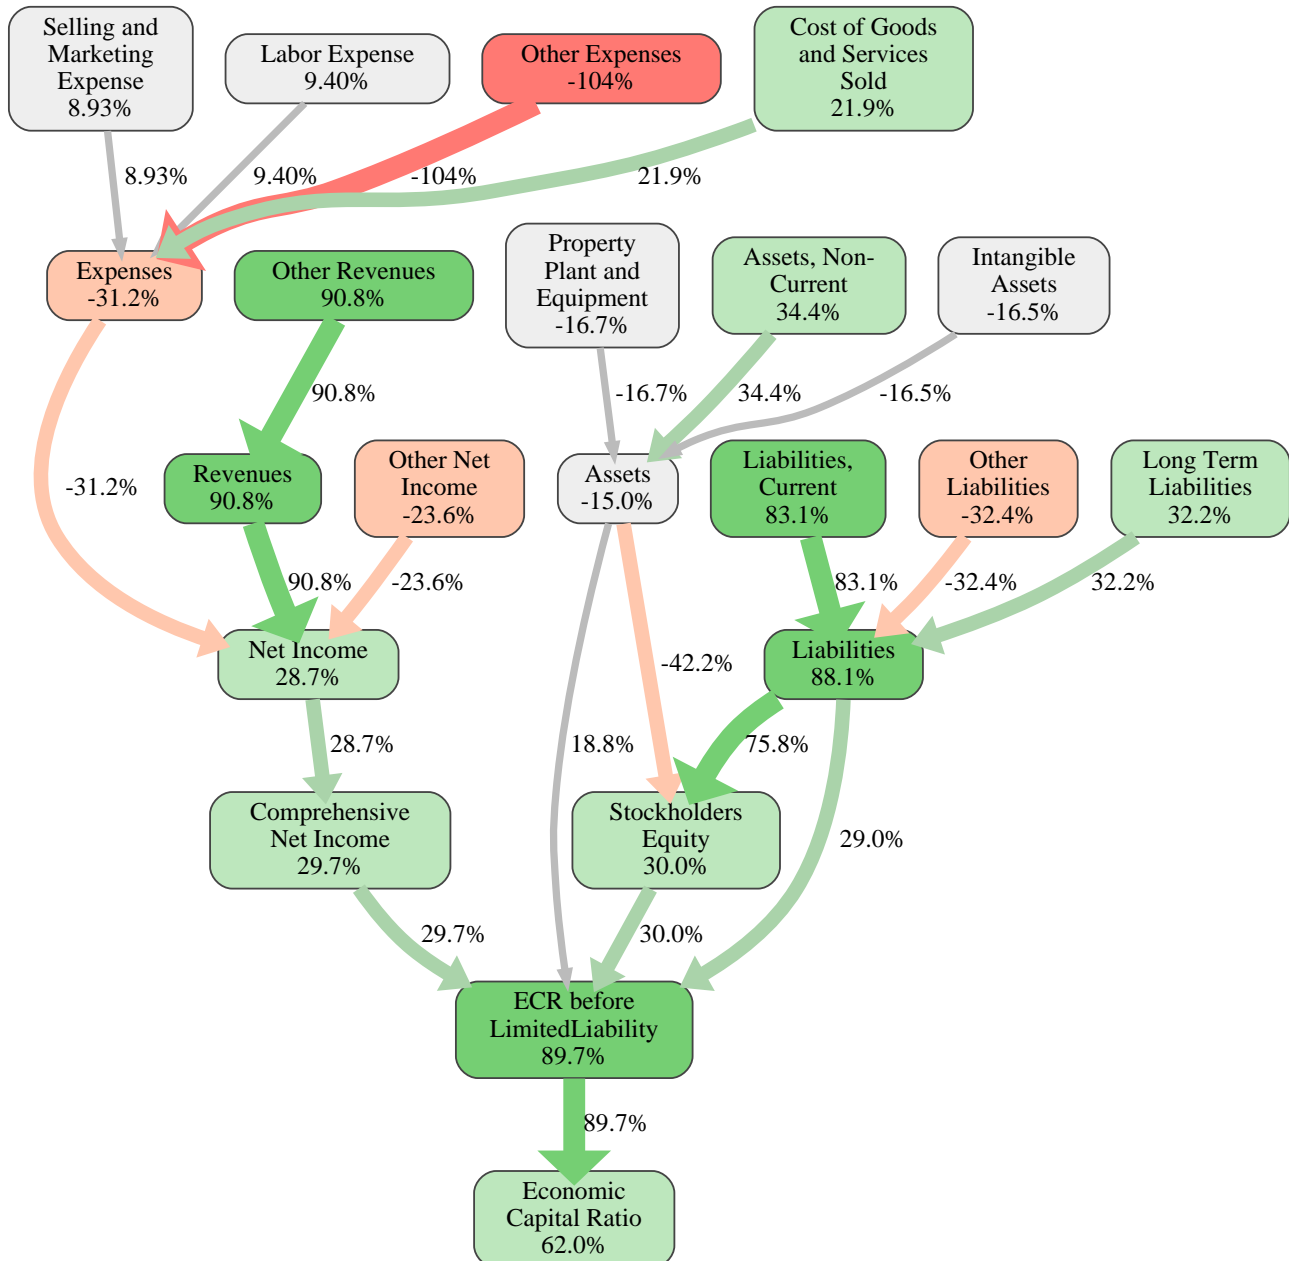 Selling and
Marketing
Expense
8.93%
Labor Expense
9.40%
Other Expenses
-104%
Cost of Goods
and Services
Sold
21.9%
8.93%
9.40%
-104%
21.9%
Expenses
-31.2%
Other Revenues
90.8%
Property
Plant and
Equipment
-16.7%
Assets, Non-
Current
34.4%
Intangible
Assets
-16.5%
90.8%
-16.7%
34.4%
-16.5%
-31.2%
Revenues
90.8%
Other Net
Income
-23.6%
Assets
-15.0%
Liabilities,
Current
83.1%
Other
Liabilities
-32.4%
Long Term
Liabilities
32.2%
90.8%
-23.6%
83.1%
-32.4%
32.2%
Net Income
28.7%
-42.2%
Liabilities
88.1%
28.7%
18.8%
75.8%
Comprehensive
Net Income
29.7%
Stockholders
Equity
30.0%
29.0%
29.7%
30.0%
ECR before
LimitedLiability
89.7%
89.7%
Economic
Capital Ratio
62.0%